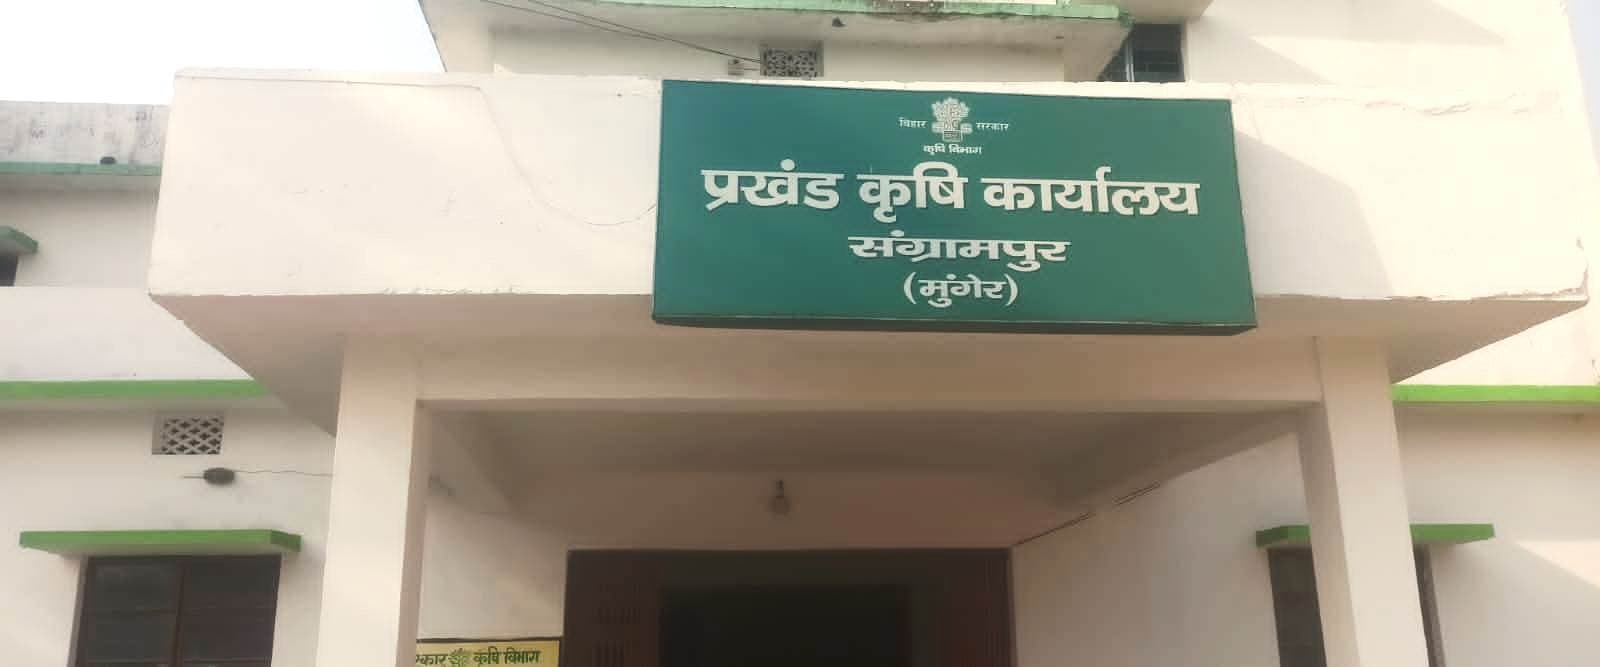 बिहार सरकार
कृषि विभाग
प्रखंड कृषि कार्यालय
संग्रामपुर
(मुंगेर)
कृषि विभाग